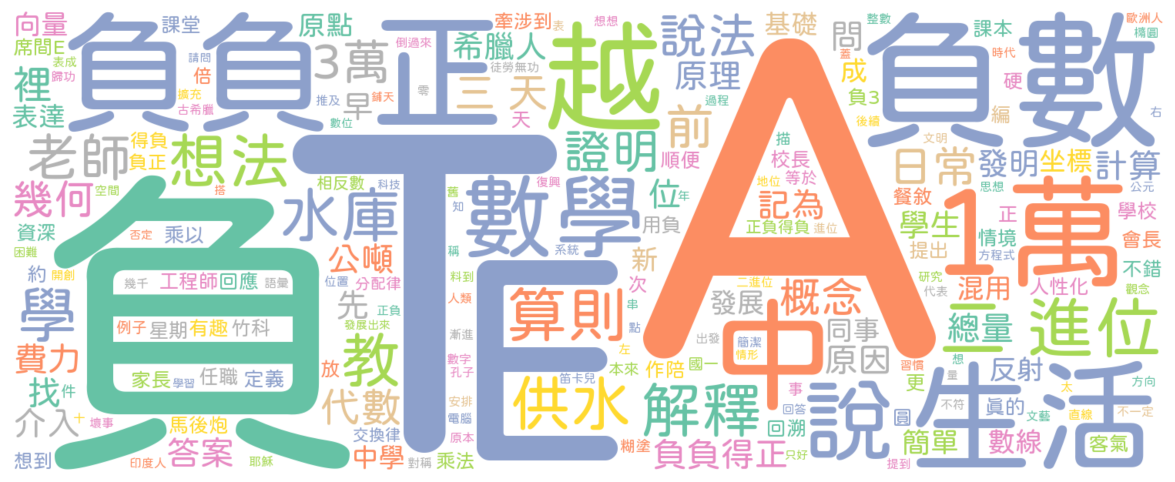 向量 課堂 原點 牽涉到 表 想想 說法 基礎 問 課本 整數 歐洲人
席間E 負負正 倒過來 希臘人 越 負數 時代 橢圓
表成 請問 3萬 徒勞無功 原理 蓋 成 硬
歸功 倍 裡 擴充 推及 早 鋪天 零 三天 前 過程 負3 編
表達 古希臘 數位 天 描 後續 文明 右
老師 得負 負正 想法 T 證明 順便 A 校長 日常 發明 坐標 計算
幾何 空間 相反數 科技 復興 舊 數學 位 年 等於 地位 餐敘 思想 公元
搭 水庫 知 用負 記為 學生 1萬 學校
資深 否定 乘以 稱 系統 正負得負 進位 提出 情境 正 方程式 會長
困難 負 公噸 新 不錯
約 開創 位置 分配律 料到 E 次 二進位 概念 研究 混用 人性化 觀念
幾千 工程師 回應 語彙 先 正負 人類 算則 發展 代表
學 例子 星期 有趣 竹科 發展出來 漸進 串 點 出發 中 同事 總量 進位
費力 放 教 數字 左 簡潔 原因 習慣 想
找 件 家長 學習 任職 定義 孔子 本來 國一 作陪 情形 更 反射 量 太 方向
介入 十 壞事 馬後炮 代數 安排 供水 笛卡兒 解釋 事 回答 說 生活 不符 真的 文藝 不一定
電腦 回溯 圓 直線
想到 答案 交換律 原本 糊塗 簡單 數線 客氣
印度人 耶穌 中學 對稱 乘法 負負得正 只好 提到